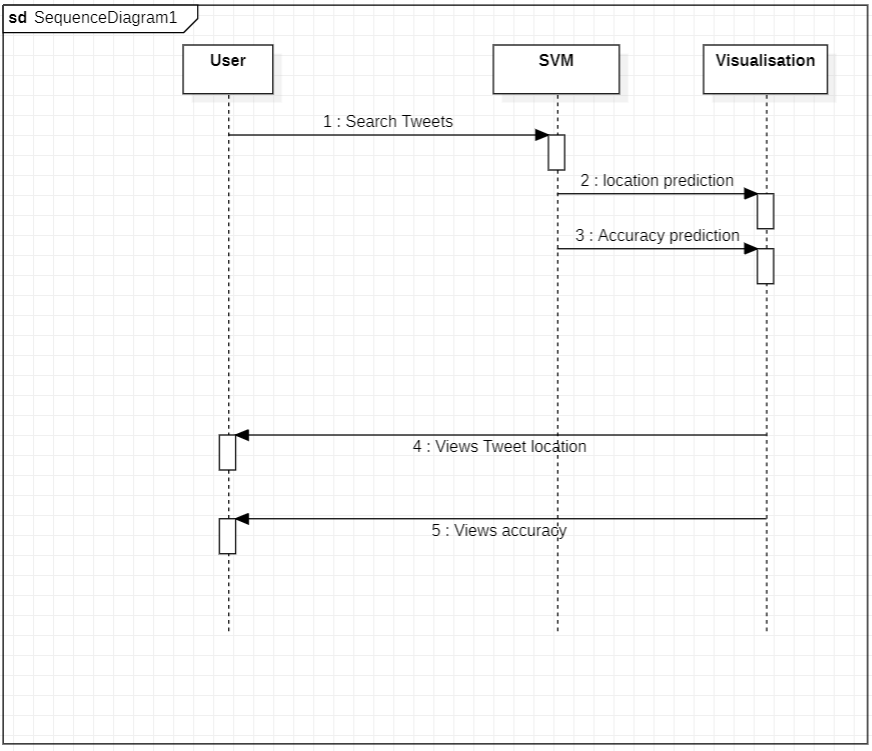 sd SequenceDiagram1
User
SVM
Visualisation
1 : Search Tweets
2 : location prediction
3 : Accuracy prediction
4 : Views Tweet location
5 : Views accuracy